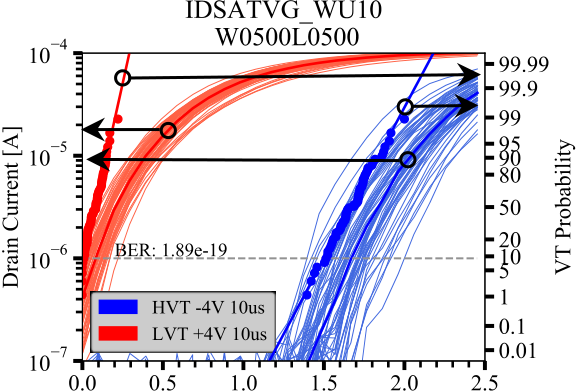 IDSATVG_WU10
W0500L0500
10⁻⁴
10⁻⁵
10⁻⁶
10⁻⁷
Drain Current [A]
BER: 1.89e-19
HVT -4V 10us
LVT +4V 10us
0.0 0.5 1.0 1.5 2.0 2.5
99.99
99.9
99
95
90
80
50
20
10
5
1
0.1
0.01
VT Probability